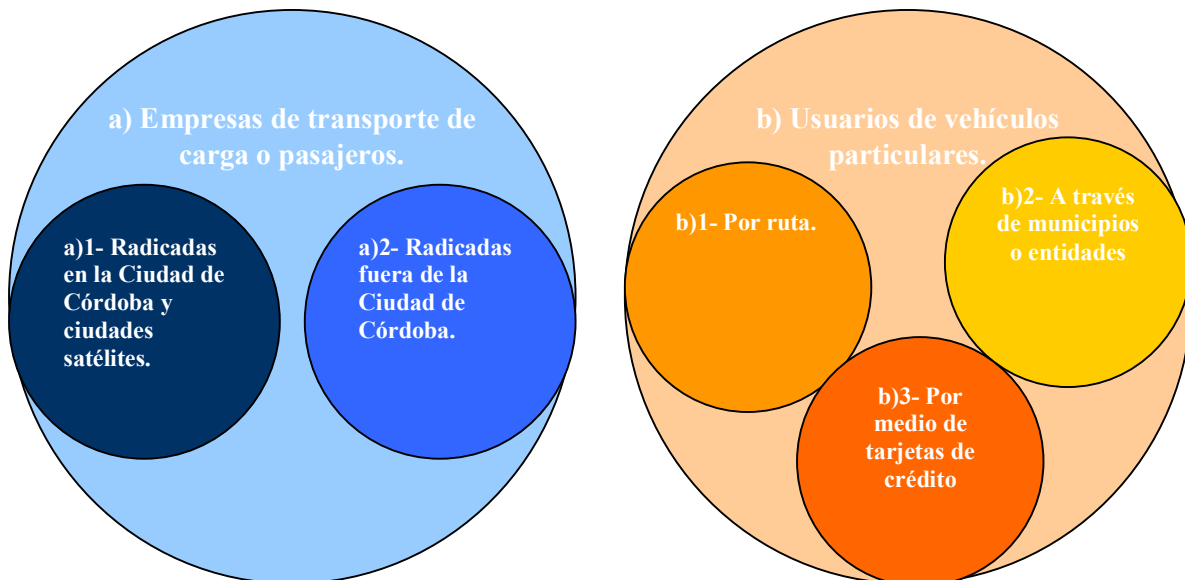 a) Empresas de transporte de
carga o pasajeros.
a)1- Radicadas
en la Ciudad de
Córdoba y
ciudades
satélites.
a)2- Radicadas
fuera de la
Ciudad de
Córdoba.
b) Usuarios de vehículos
particulares.
b)1- Por ruta.
b)2- A través
de municipios
o entidades
b)3- Por
medio de
tarjetas de
crédito